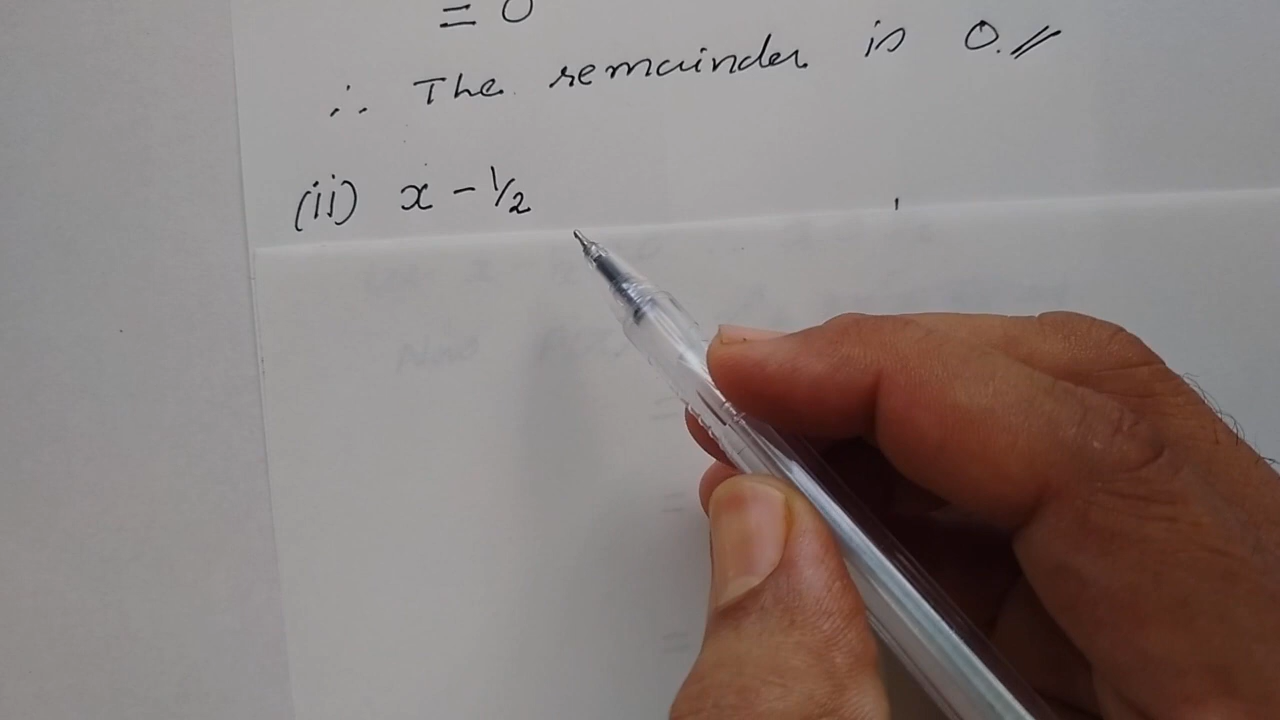 = 0
∴ The remainder is 0.//
(ii) x - 1/2